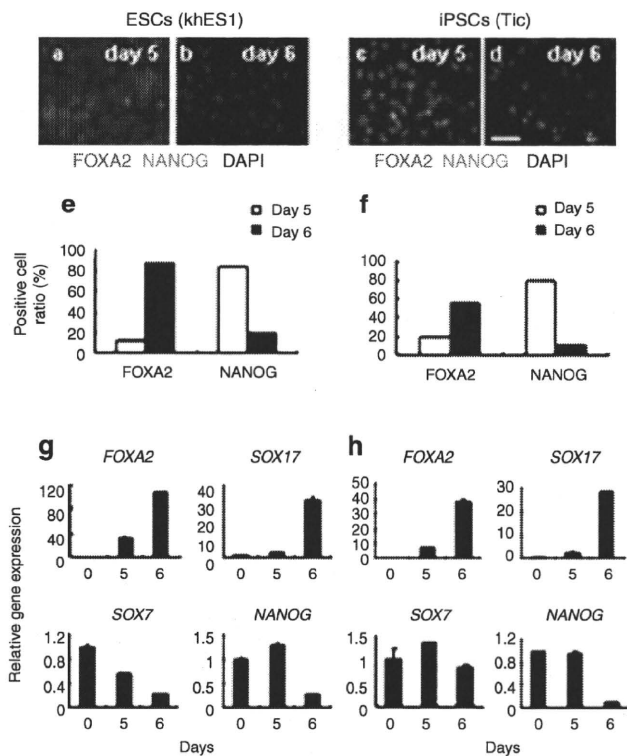 ESCs (khES1) iPSCs (Tic)
a day 5 b day 6 c day 5 d day 6
FOXA2 NANOG DAPI FOXA2 NANOG DAPI
e f
Day 5 Day 5
Day 6 Day 6
Positive cell ratio (%)
100 80 60 40 20 0
100 80 60 40 20 0
FOXA2 NANOG FOXA2 NANOG
g h
FOXA2 SOX17 FOXA2 SOX17
Relative gene expression
120 80 40 0
40 30 20 10 0
50 40 30 20 10 0
30 20 10 0
0 5 6 0 5 6 0 5 6 0 5 6
SOX7 NANOG SOX7 NANOG
1.2 0.8 0.4 0
1.5 1 0.5 0
1.5 1 0.5 0
1.2 0.8 0.4 0
0 5 6 0 5 6 0 5 6 0 5 6
Days Days